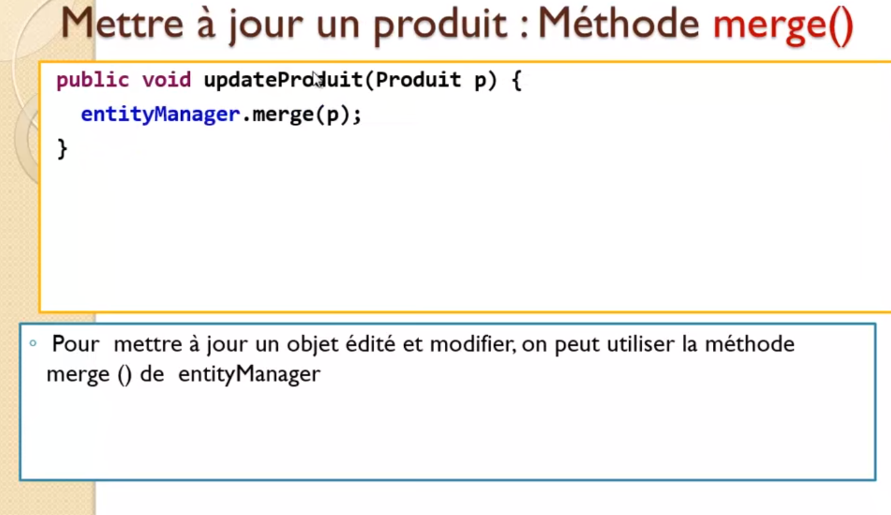 Mettre à jour un produit : Méthode merge()
public void updateProduit(Produit p) {
entityManager.merge(p);
}
◦ Pour mettre à jour un objet édité et modifier, on peut utiliser la méthode
merge () de entityManager